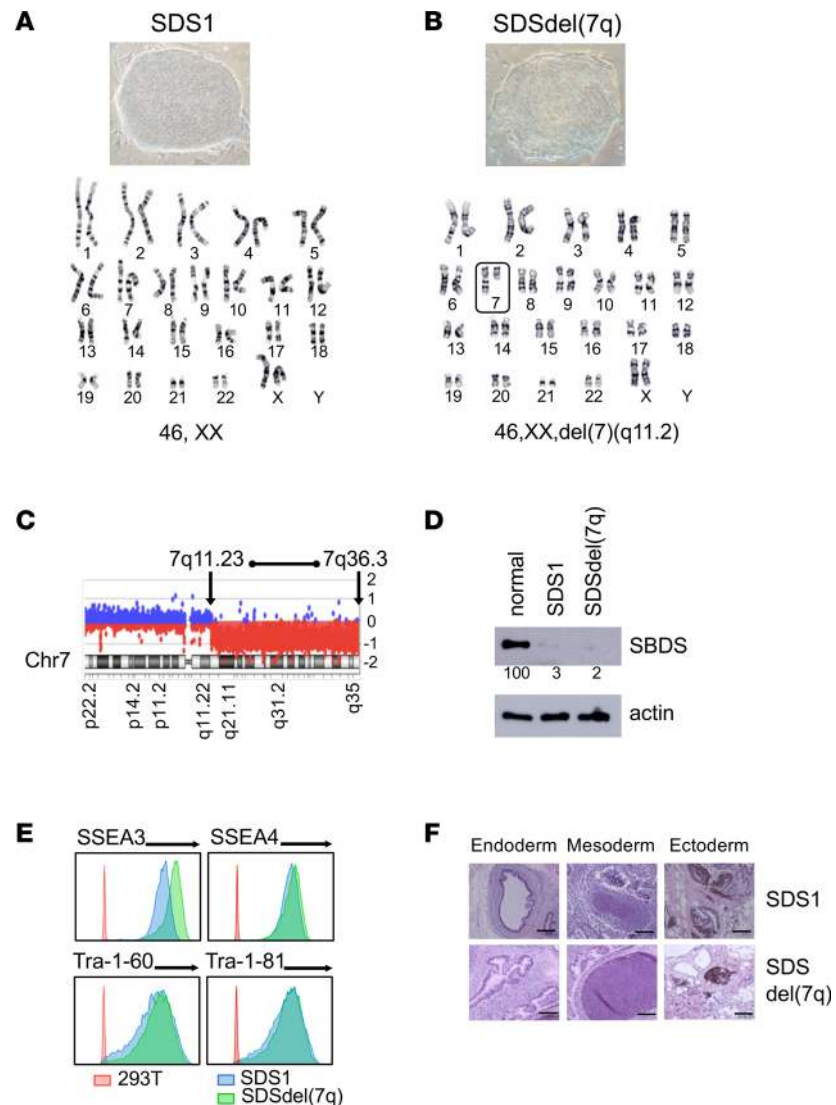 A
SDS1
1 2 3 4 5
6 7 8 9 10 11 12
13 14 15 16 17 18
19 20 21 22 X Y
46, XX
B
SDSdel(7q)
1 2 3 4 5
6 7 8 9 10 11 12
13 14 15 16 17 18
19 20 21 22 X Y
46,XX,del(7)(q11.2)
C
7q11.23 7q36.3
2
1
0
-1
-2
Chr7
p22.2 p14.2 p11.2 q11.22 q21.11 q31.2 q35
D
normal SDS1 SDSdel(7q)
SBDS
100 3 2
actin
E
SSEA3 SSEA4
Tra-1-60 Tra-1-81
293T SDS1
SDSdel(7q)
F
Endoderm Mesoderm Ectoderm
SDS1
SDS
del(7q)